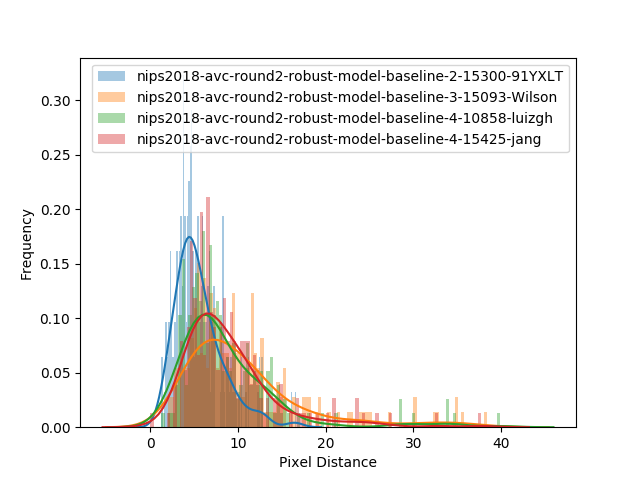 nips2018-avc-round2-robust-model-baseline-2-15300-91YXLT
nips2018-avc-round2-robust-model-baseline-3-15093-Wilson
nips2018-avc-round2-robust-model-baseline-4-10858-luizgh
nips2018-avc-round2-robust-model-baseline-4-15425-jang
0.30
0.25
0.20
0.15
0.10
0.05
0.00
Frequency
0 10 20 30 40
Pixel Distance